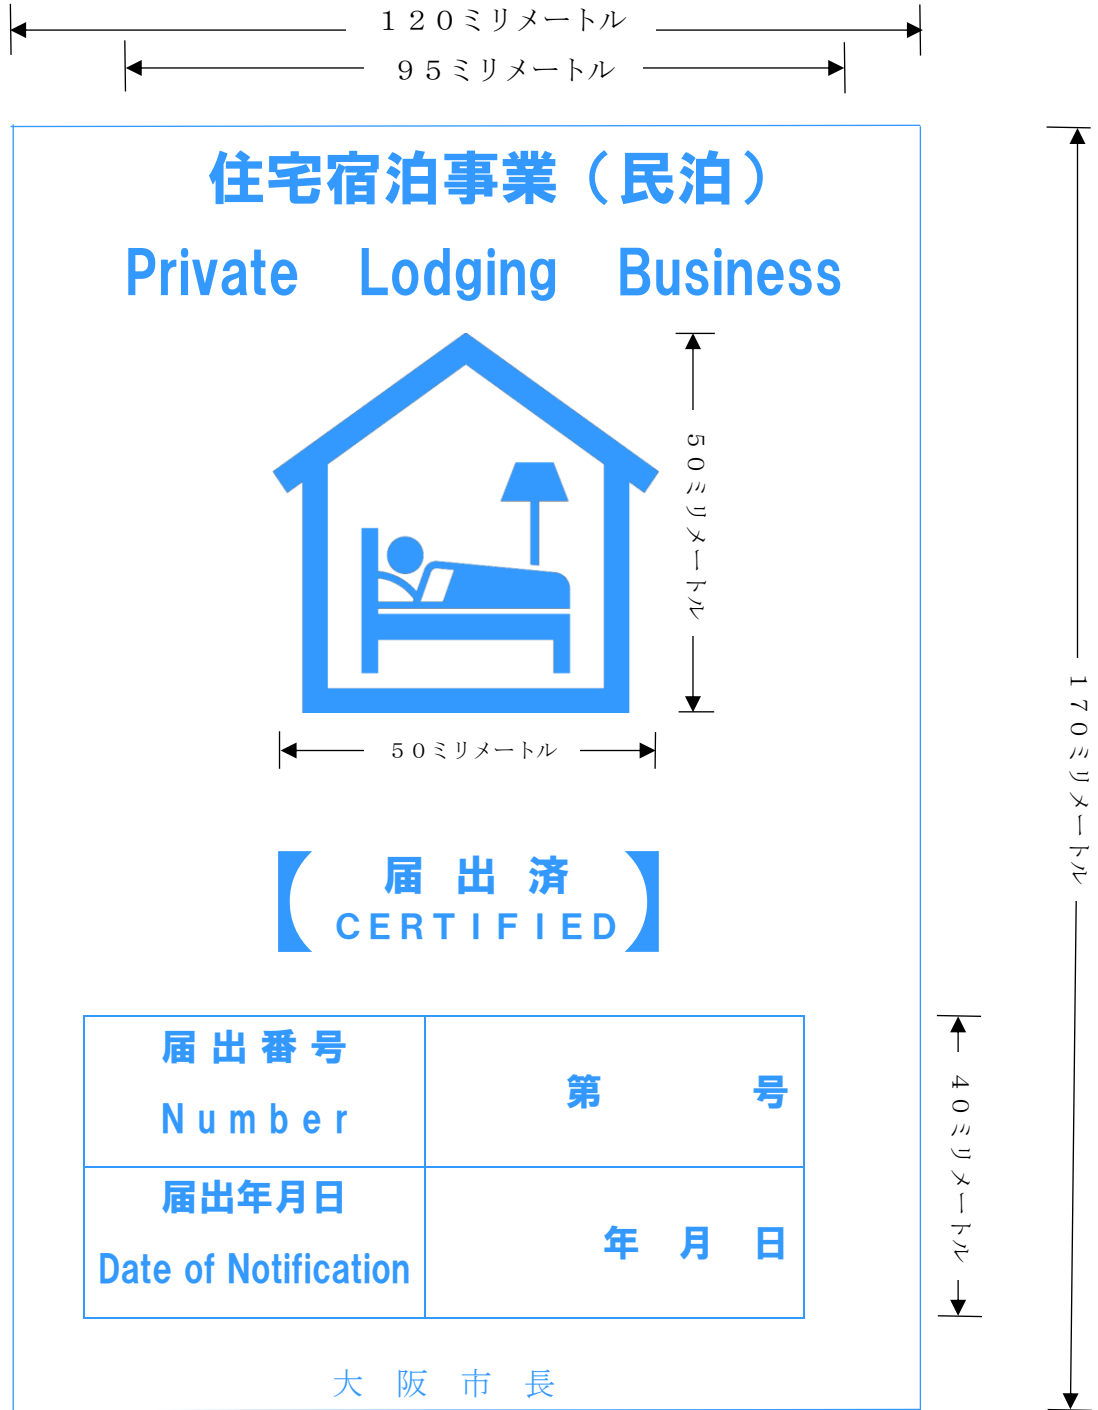 １２０ミリメートル
９５ミリメートル
住宅宿泊事業（民泊）
Private Lodging Business
５０ミリメートル
５０ミリメートル
１７０ミリメートル
【届出済
CERTIFIED】
届出番号
Number
第　号
届出年月日
Date of Notification
年　月　日
４０ミリメートル
大阪市長